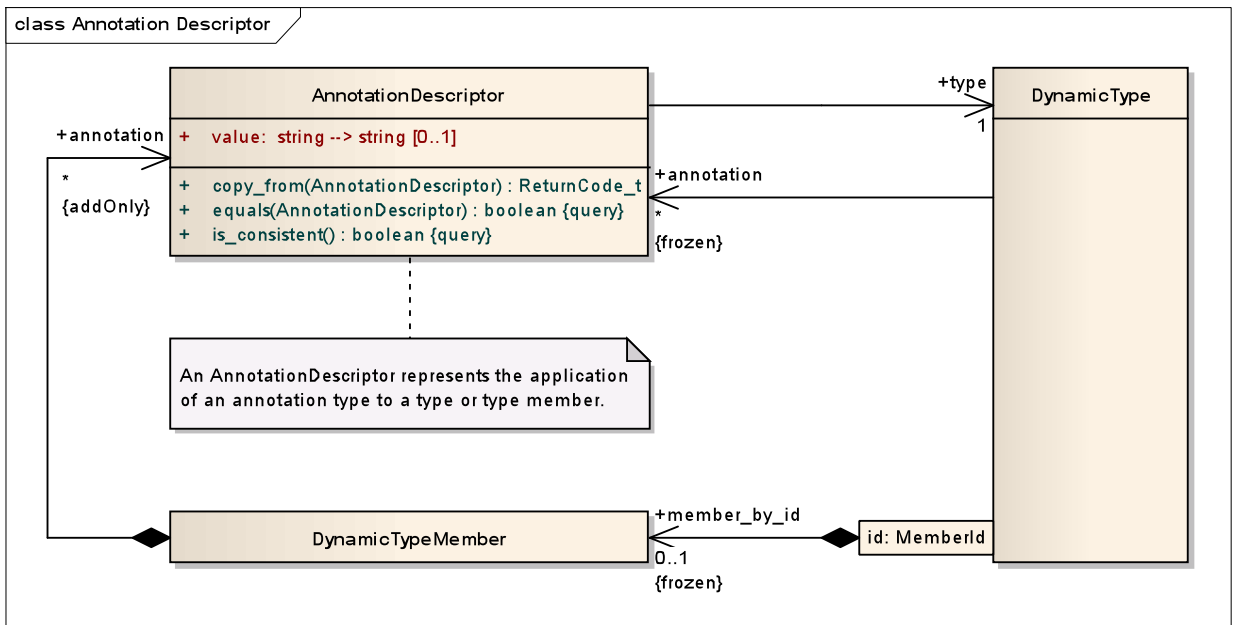 class Annotation Descriptor
AnnotationDescriptor
+ value: string --> string [0..1]
+ copy_from(AnnotationDescriptor) : ReturnCode_t
+ equals(AnnotationDescriptor) : boolean {query}
+ is_consistent() : boolean {query}
+annotation
*
{addOnly}
+type
1
DynamicType
+annotation
*
{frozen}
An AnnotationDescriptor represents the application
of an annotation type to a type or type member.
DynamicTypeMember
+member_by_id
0..1
{frozen}
id: MemberId